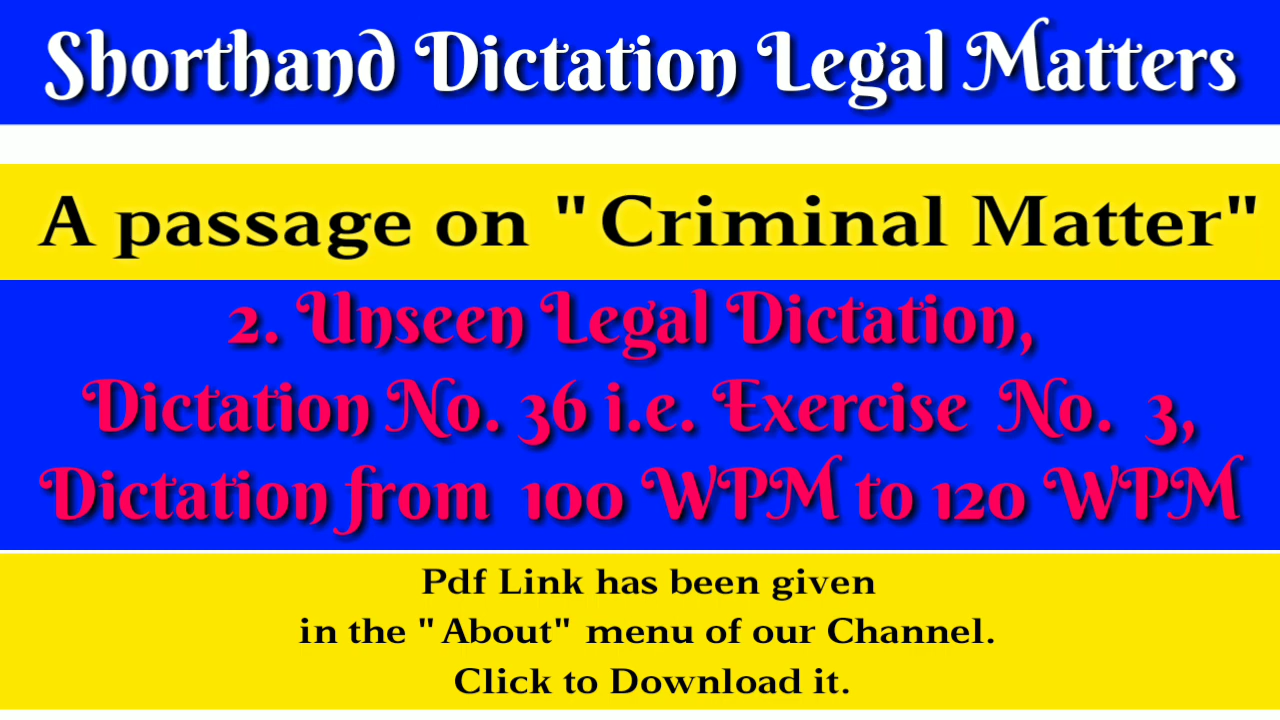 Shorthand Dictation Legal Matters
A passage on "Criminal Matter"
2. Unseen Legal Dictation,
Dictation No. 36 i.e. Exercise No. 3,
Dictation from 100 WPM to 120 WPM
Pdf Link has been given
in the "About" menu of our Channel.
Click to Download it.